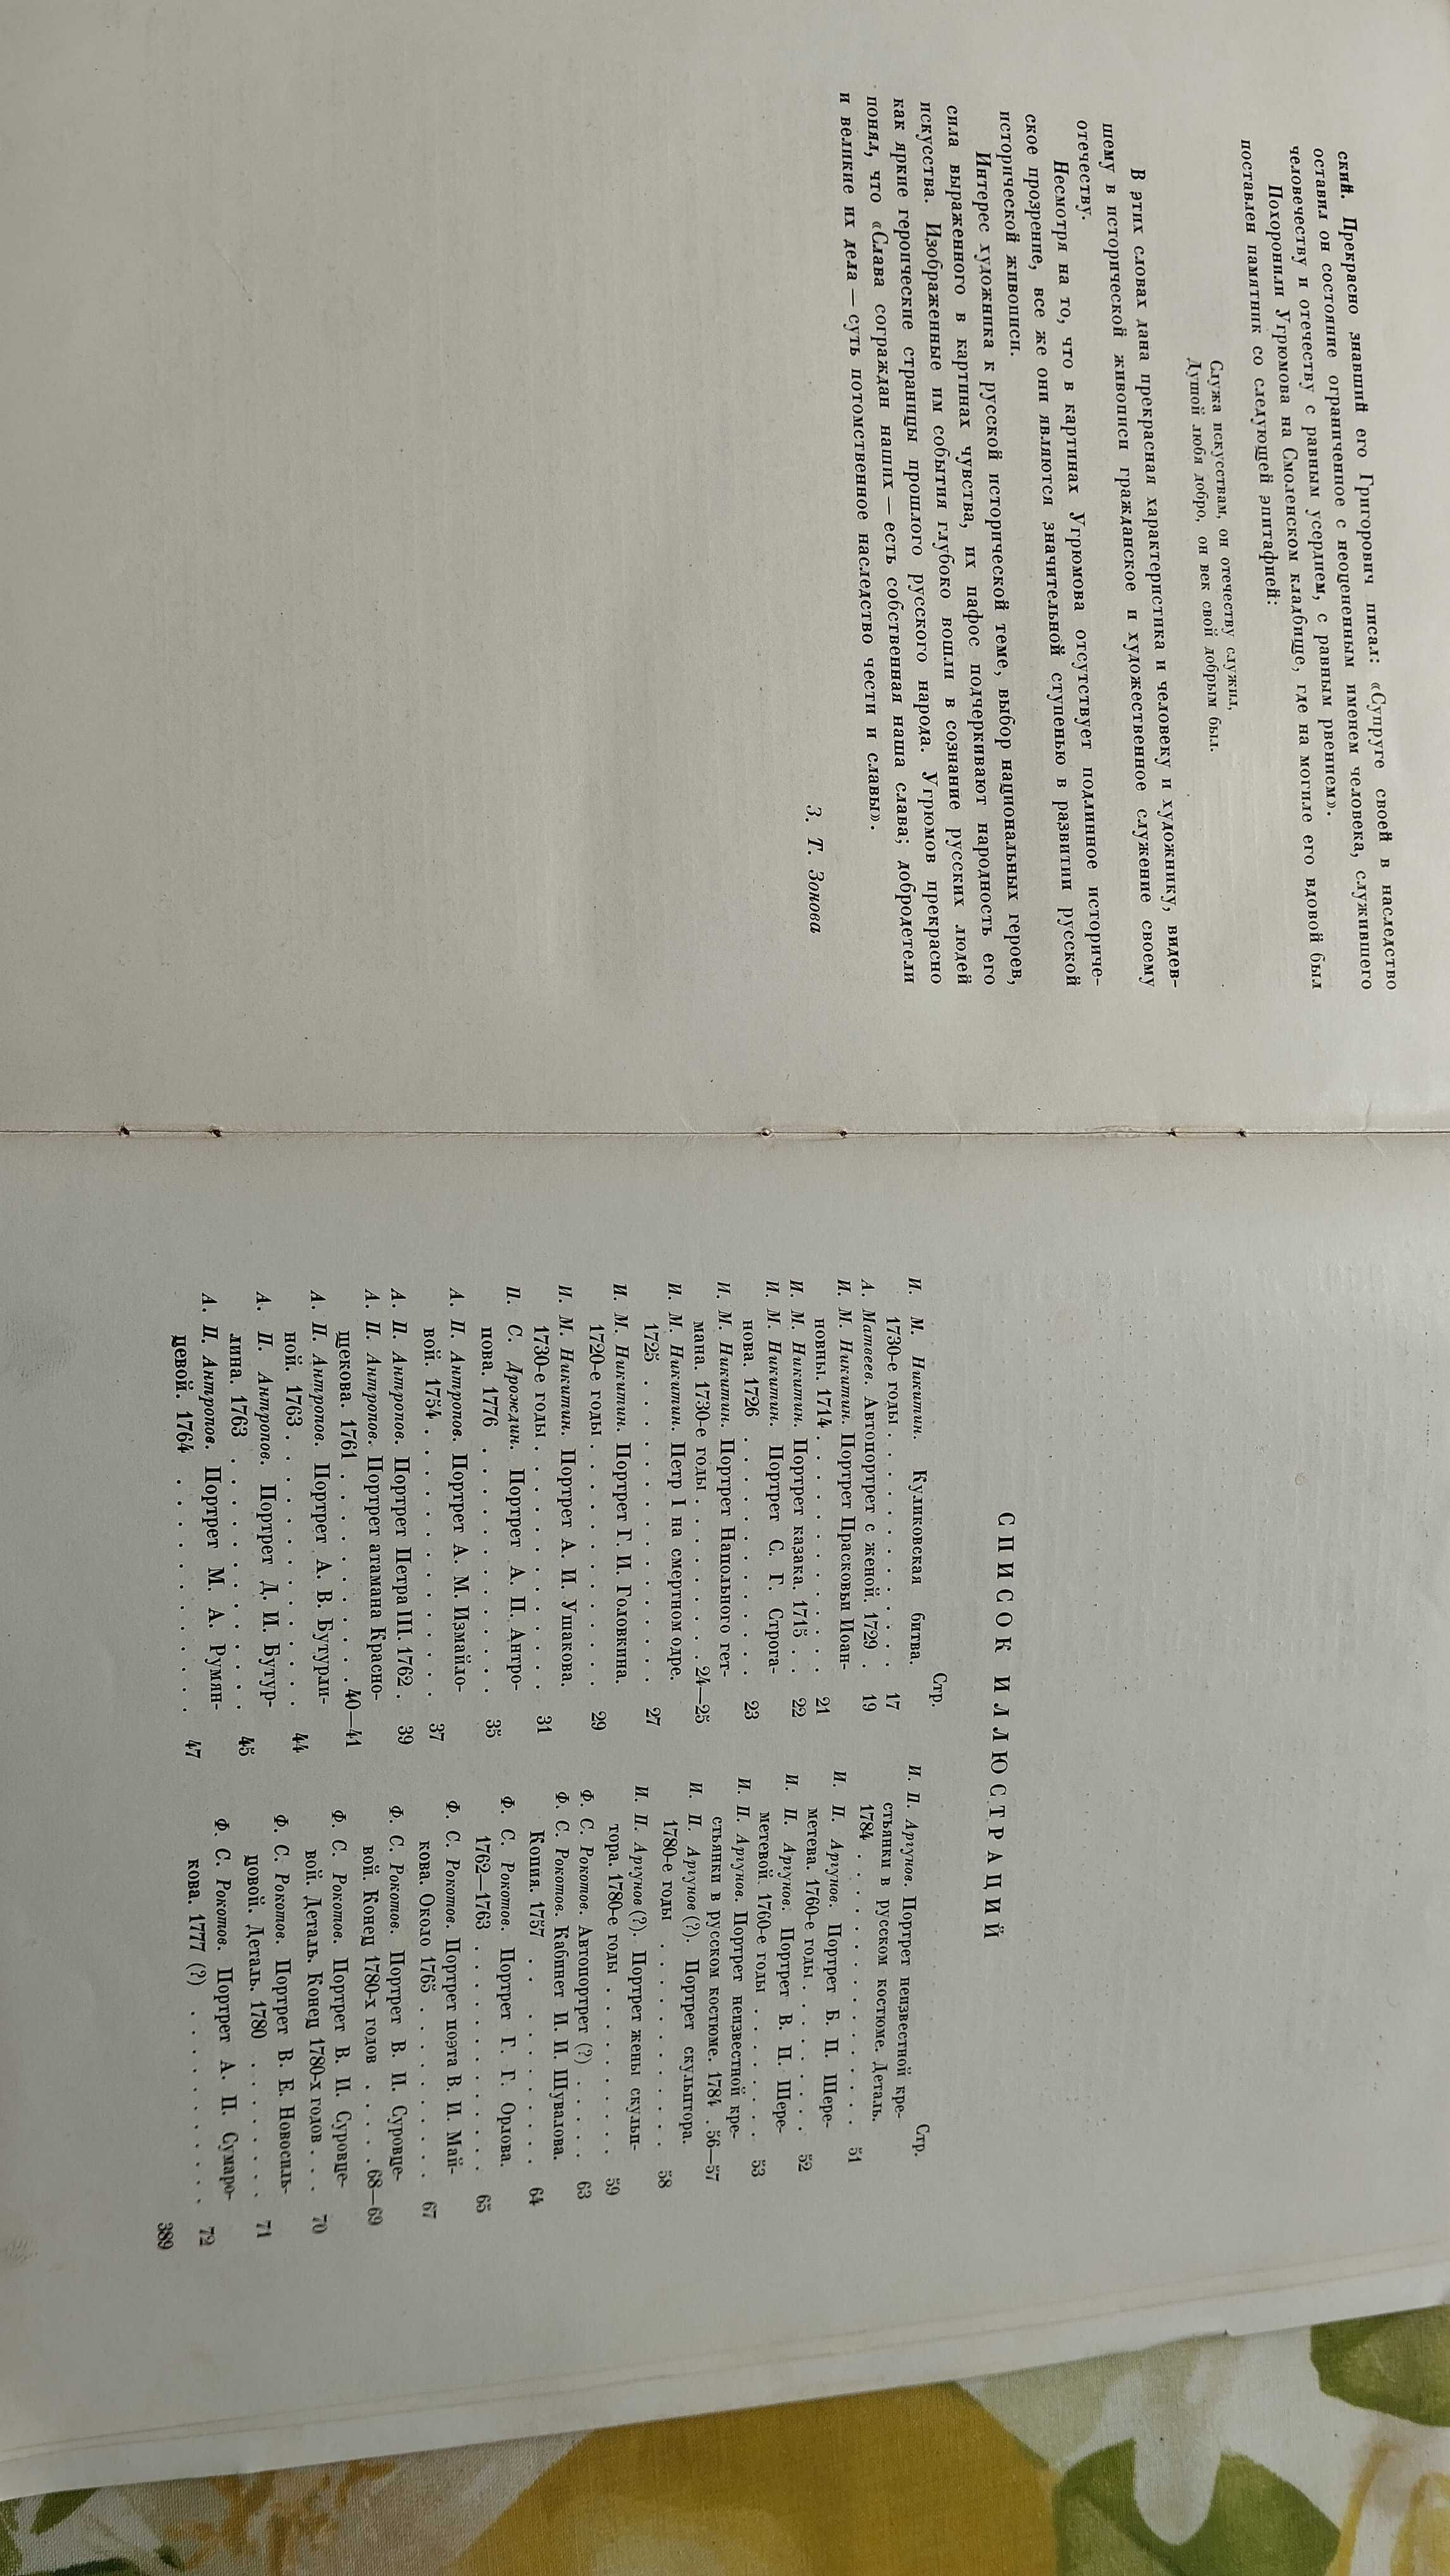 ский. Прекрасно знавший его Григорович писал: «Супруге своей в наследство
оставил он состояние ограниченное с неоцененным именем человека, служившего
человечеству и отечеству с равным усердием, с равным рвением».
Похоронили Угрюмова на Смоленском кладбище, где на могиле его вдовой был
поставлен памятник со следующей эпитафией:
Служа искусствам, он отечеству служил,
Душой любя добро, он век свой добрым был.
В этих словах дана прекрасная характеристика и человеку и художнику, видев-
шему в исторической живописи гражданское и художественное служение своему
отечеству.
Несмотря на то, что в картинах Угрюмова отсутствует подлинное историче-
ское прозрение, все же они являются значительной ступенью в развитии русской
исторической живописи.
Интерес художника к русской исторической теме, выбор национальных героев,
сила выраженного в картинах чувства, их пафос подчеркивают народность его
искусства. Изображенные им события глубоко вошли в сознание русских людей
как яркие героические страницы прошлого русского народа. Угрюмов прекрасно
понял, что «Слава сограждан наших — есть собственная наша слава; добродетели
и великие их дела — суть потомственное наследство чести и славы».
З. Т. Зонова
СПИСОК ИЛЛЮСТРАЦИЙ
Стр.
И. М. Никитин. Куликовская битва.
1730-е годы . . . . . . . . . . 17
А. Матвеев. Автопортрет с женой. 1729 . 19
И. М. Никитин. Портрет Прасковьи Иоан-
новны. 1714 . . . . . . . . . . 21
И. М. Никитин. Портрет казака. 1715 . . 22
И. М. Никитин. Портрет С. Г. Строга-
нова. 1726 . . . . . . . . . . 23
И. М. Никитин. Портрет Напольного гет-
мана. 1730-е годы . . . . . . . . 24—25
И. М. Никитин. Петр I на смертном одре.
1725 . . . . . . . . . . . . . 27
И. М. Никитин. Портрет Г. И. Головкина.
1720-е годы . . . . . . . . . . 29
И. М. Никитин. Портрет А. И. Ушакова.
1730-е годы . . . . . . . . . . 31
П. С. Дрождин. Портрет А. П. Антро-
пова. 1776 . . . . . . . . . . 35
А. П. Антропов. Портрет А. М. Измайло-
вой. 1754 . . . . . . . . . . . 37
А. П. Антропов. Портрет Петра III. 1762 . 39
А. П. Антропов. Портрет атамана Красно-
щекова. 1761 . . . . . . . . . 40—41
А. П. Антропов. Портрет А. В. Бутурли-
ной. 1763 . . . . . . . . . . . 44
А. П. Антропов. Портрет Д. И. Бутур-
лина. 1763 . . . . . . . . . . 45
А. П. Антропов. Портрет М. А. Румян-
цевой. 1764 . . . . . . . . . . 47
Стр.
И. П. Аргунов. Портрет неизвестной кре-
стьянки в русском костюме. Деталь.
1784 . . . . . . . . . . . . . 51
И. П. Аргунов. Портрет Б. П. Шере-
метева. 1760-е годы . . . . . . . 52
И. П. Аргунов. Портрет В. П. Шере-
метевой. 1760-е годы . . . . . . 53
И. П. Аргунов. Портрет неизвестной кре-
стьянки в русском костюме. 1784 . 56—57
И. П. Аргунов (?). Портрет скульптора.
1780-е годы . . . . . . . . . . 58
И. П. Аргунов (?). Портрет жены скульп-
тора. 1780-е годы . . . . . . . . 59
Ф. С. Рокотов. Автопортрет (?) . . . . . 63
Ф. С. Рокотов. Кабинет И. И. Шувалова.
Копия. 1757 . . . . . . . . . . 64
Ф. С. Рокотов. Портрет Г. Г. Орлова.
1762—1763 . . . . . . . . . . 65
Ф. С. Рокотов. Портрет поэта В. И. Май-
кова. Около 1765 . . . . . . . . 67
Ф. С. Рокотов. Портрет В. И. Суровце-
вой. Конец 1780-х годов . . . . . 68—69
Ф. С. Рокотов. Портрет В. И. Суровце-
вой. Деталь. Конец 1780-х годов . . . 70
Ф. С. Рокотов. Портрет В. Е. Новосиль-
цовой. Деталь. 1780 . . . . . . . 71
Ф. С. Рокотов. Портрет А. П. Сумаро-
кова. 1777 (?) . . . . . . . . . 72
389